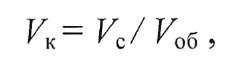 Vк = Vс / Vоб ,